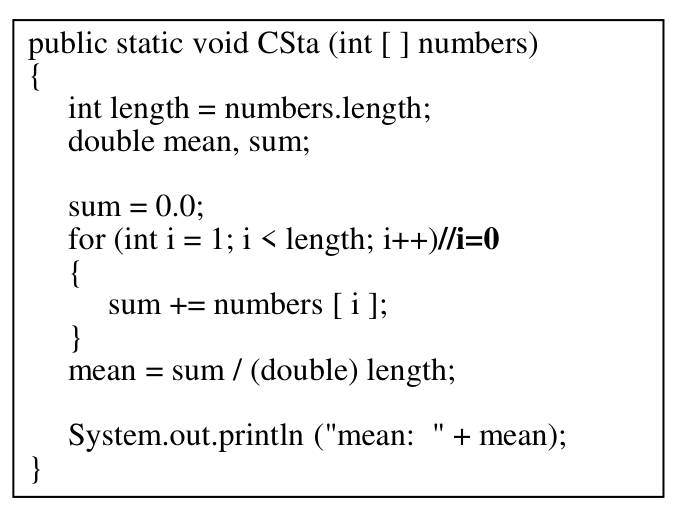 public static void CSta (int [ ] numbers)
{
int length = numbers.length;
double mean, sum;
sum = 0.0;
for (int i = 1; i < length; i++)//i=0
{
sum += numbers [ i ];
}
mean = sum / (double) length;
System.out.println ("mean:  " + mean);
}